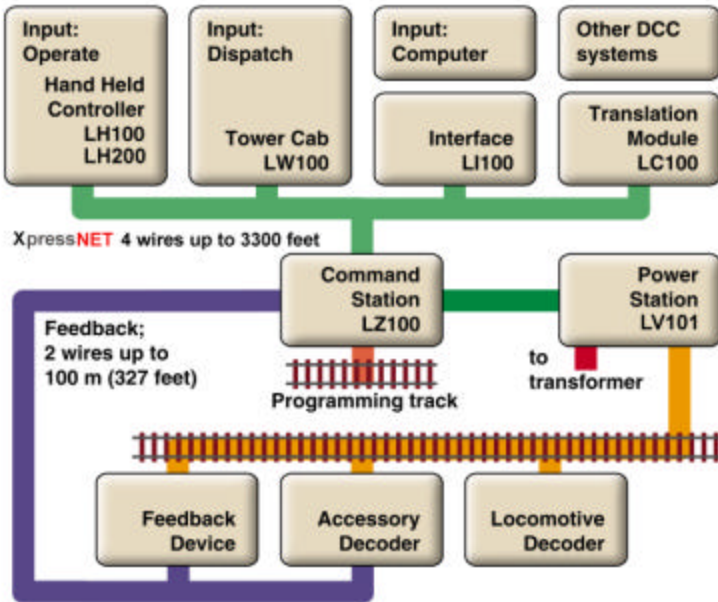 Input:
Operate
Hand Held
Controller
LH100
LH200
Input:
Dispatch
Tower Cab
LW100
Input:
Computer
Interface
LI100
Other DCC
systems
Translation
Module
LC100
XpressNET 4 wires up to 3300 feet
Command
Station
LZ100
Power
Station
LV101
Feedback;
2 wires up to
100 m (327 feet)
to
transformer
Programming track
Feedback
Device
Accessory
Decoder
Locomotive
Decoder